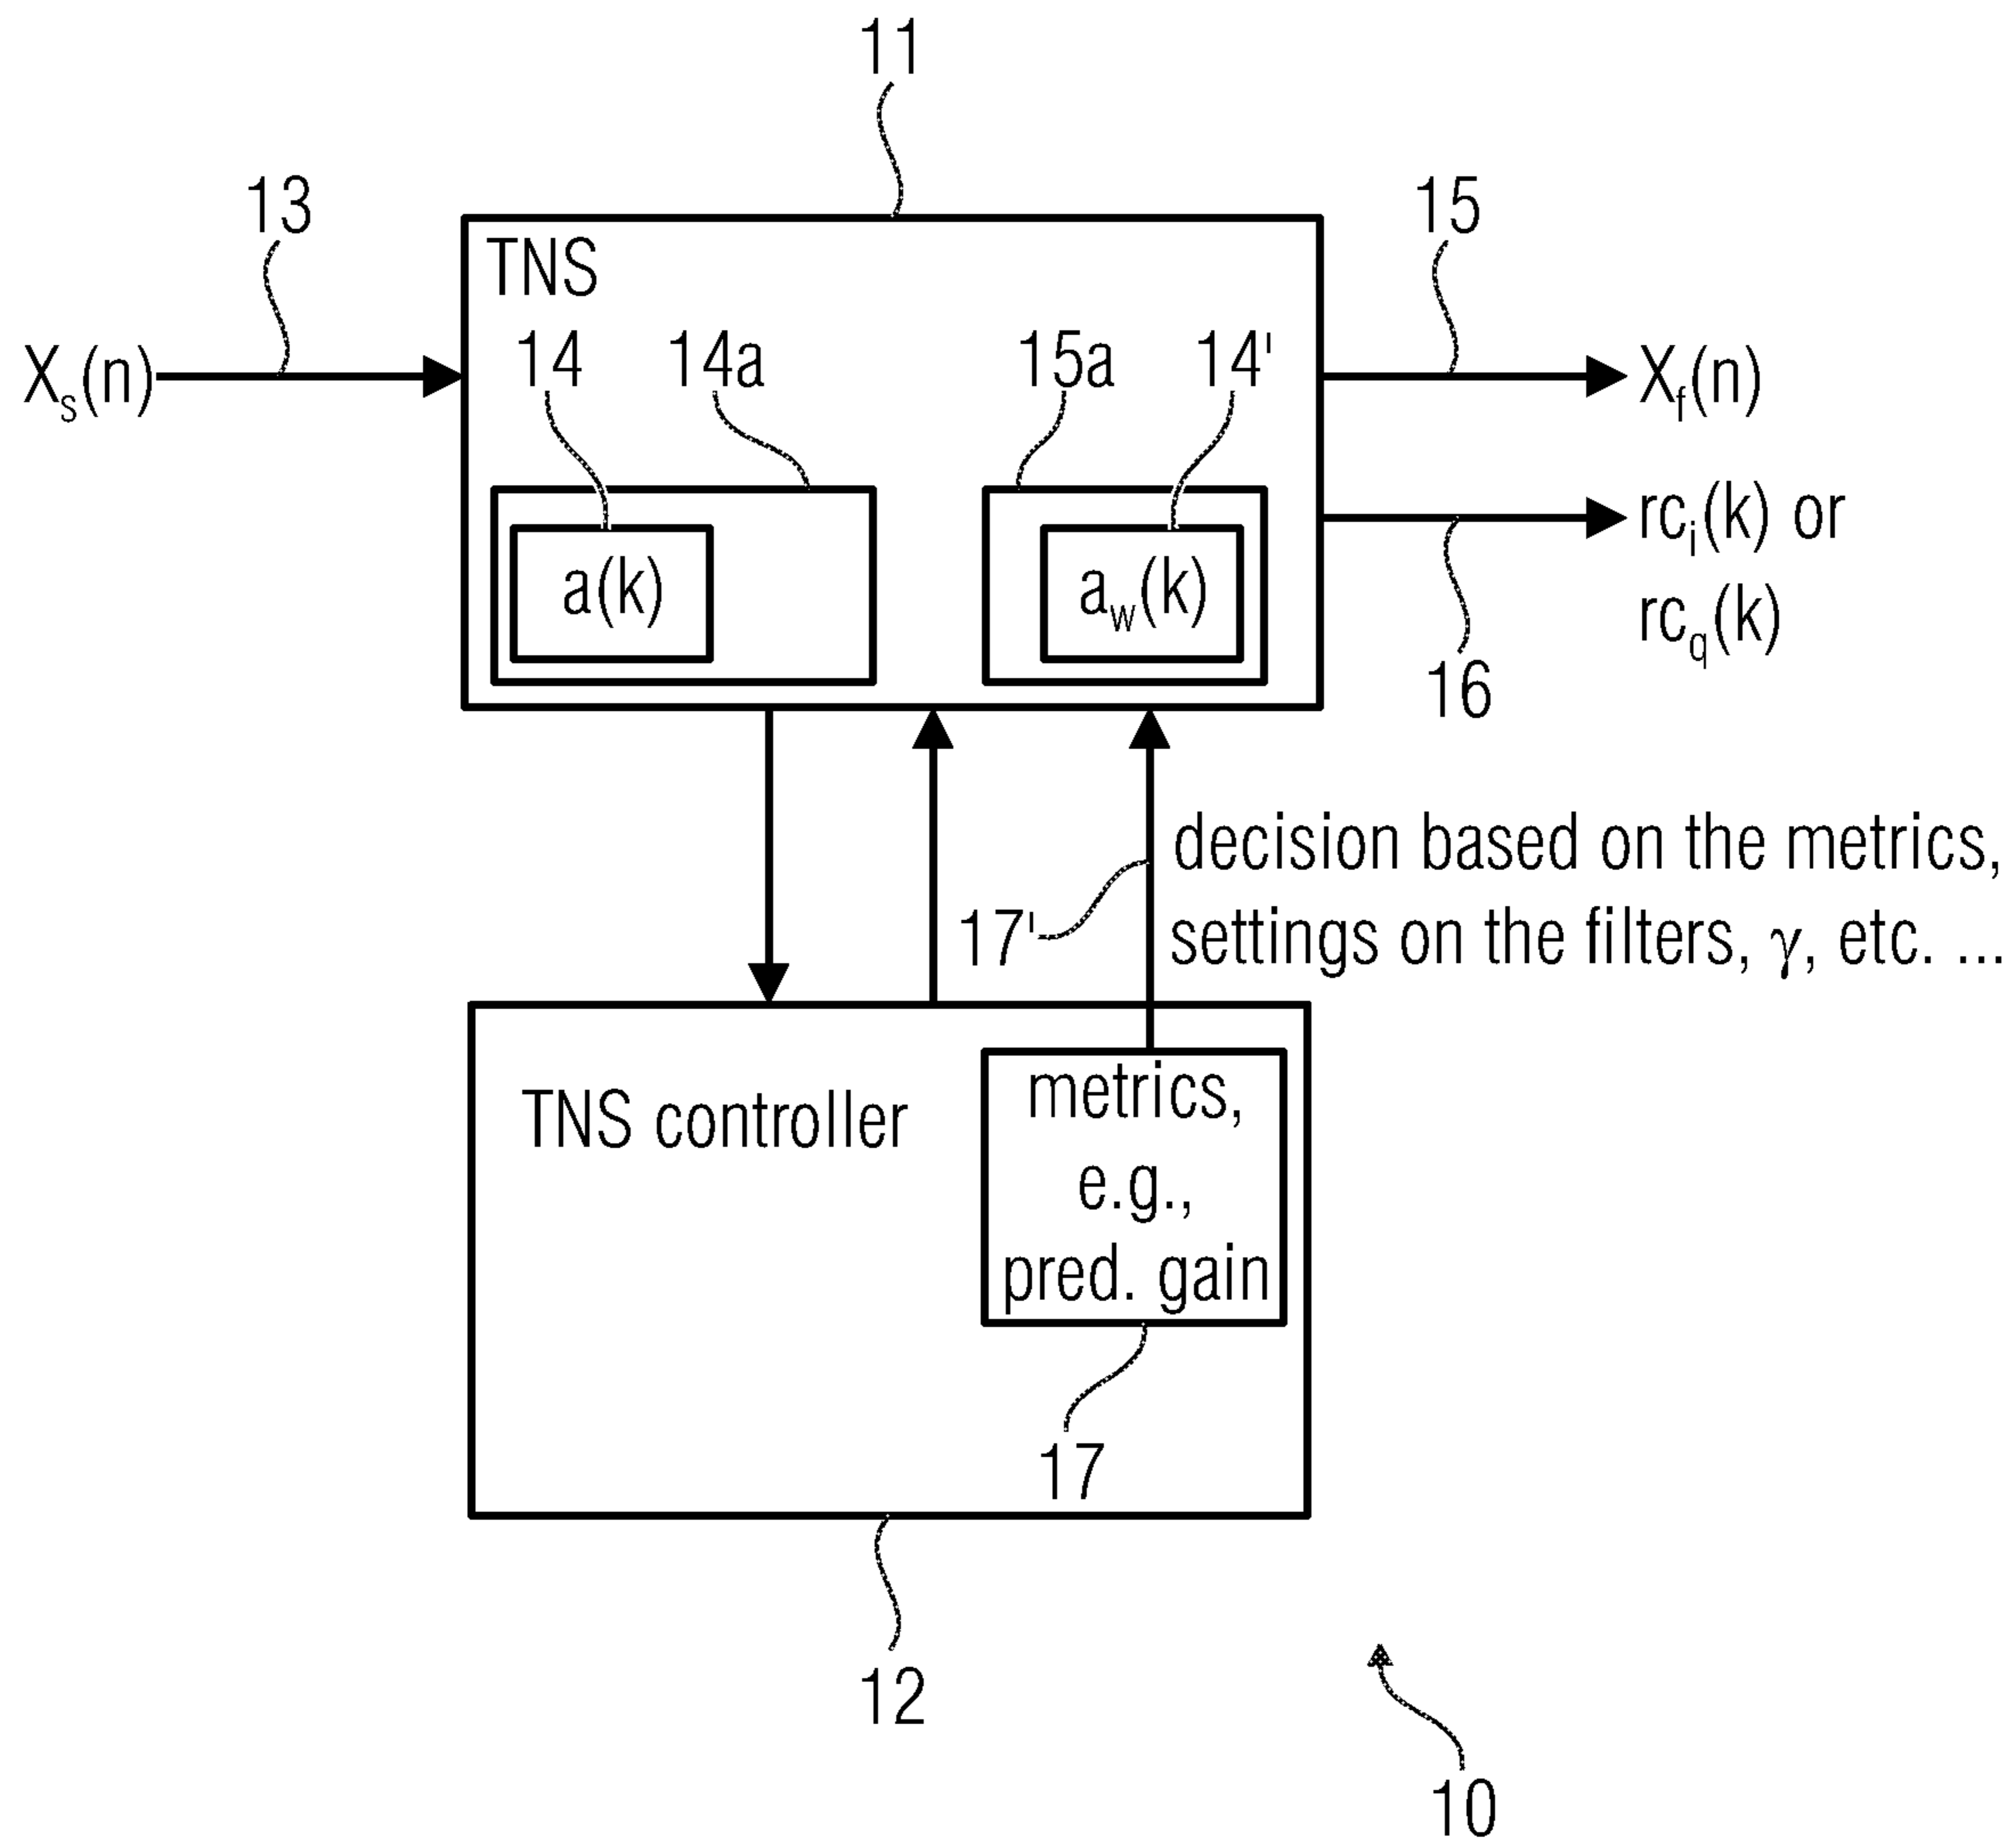 11
13
15
TNS
14
14a
15a
14'
Xs(n)
Xf(n)
rci(k) or
a(k)
aw(k)
rcq(k)
16
decision based on the metrics,
17'
settings on the filters, γ, etc. ...
TNS controller
metrics,
e.g.,
pred. gain
17
12
10